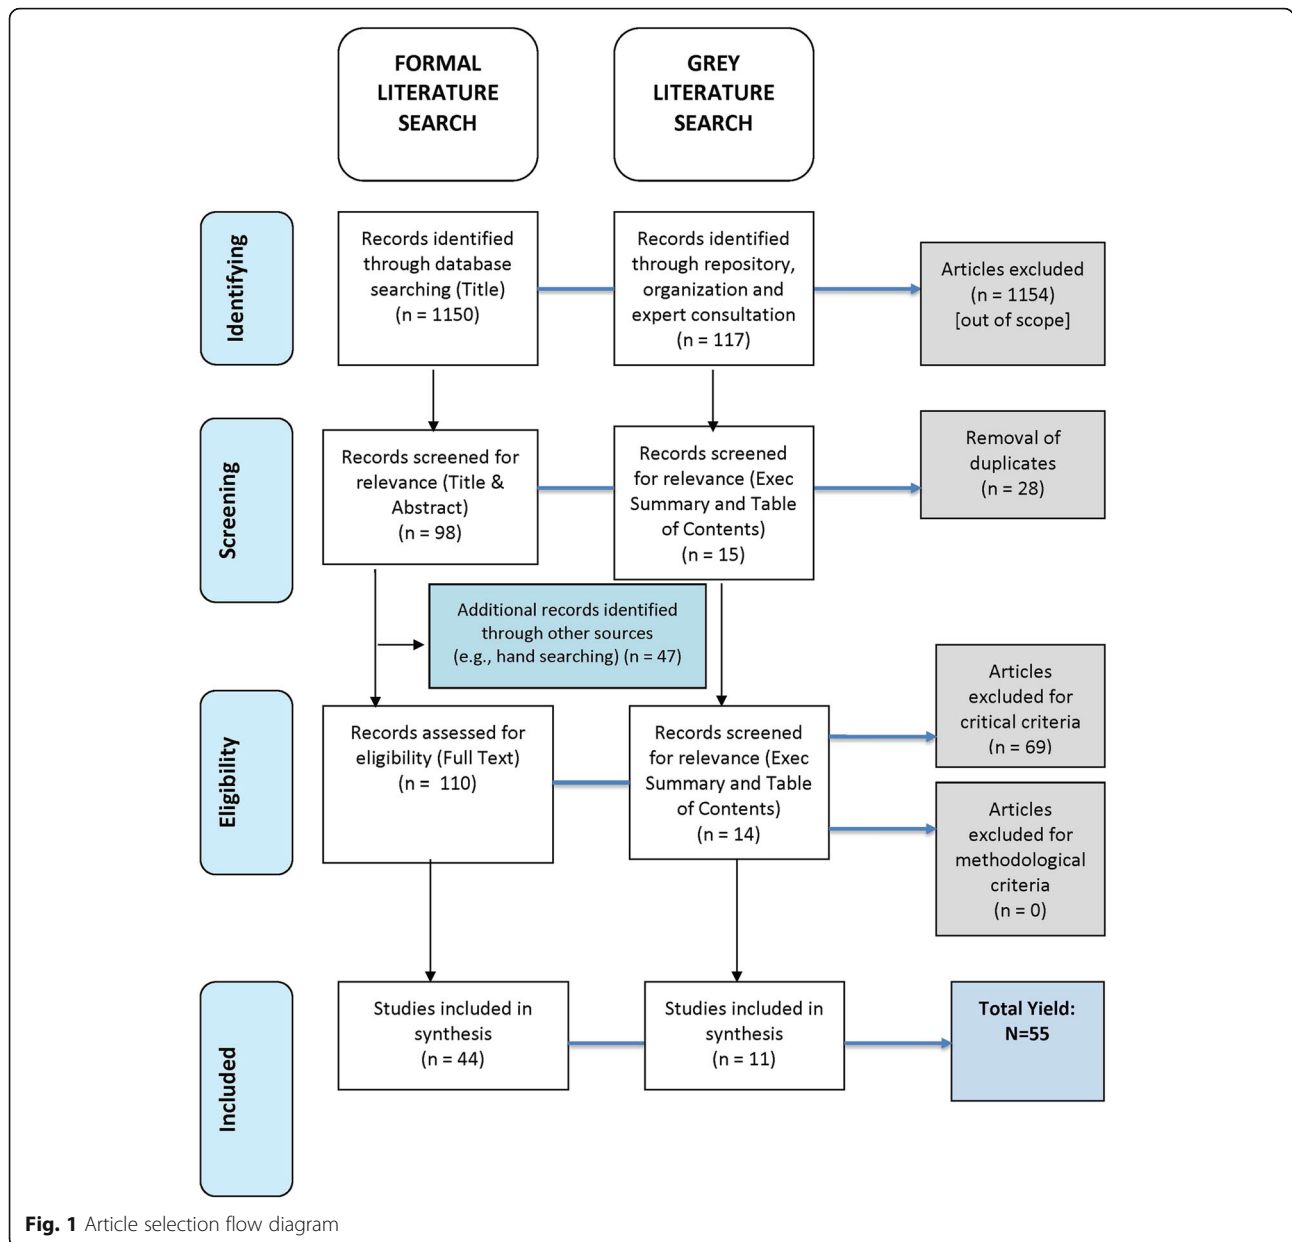 FORMAL
LITERATURE
SEARCH
GREY
LITERATURE
SEARCH
Identifying
Records identified
through database
searching (Title)
(n = 1150)
Records identified
through repository,
organization and
expert consultation
(n = 117)
Articles excluded
(n = 1154)
[out of scope]
Screening
Records screened for
relevance (Title &
Abstract)
(n = 98)
Records screened
for relevance (Exec
Summary and Table
of Contents)
(n = 15)
Removal of
duplicates
(n = 28)
Additional records identified
through other sources
(e.g., hand searching) (n = 47)
Eligibility
Records assessed for
eligibility (Full Text)
(n = 110)
Records screened
for relevance (Exec
Summary and Table
of Contents)
(n = 14)
Articles
excluded for
critical criteria
(n = 69)
Articles
excluded for
methodological
criteria
(n = 0)
Included
Studies included in
synthesis
(n = 44)
Studies included in
synthesis
(n = 11)
Total Yield:
N=55
Fig. 1 Article selection flow diagram